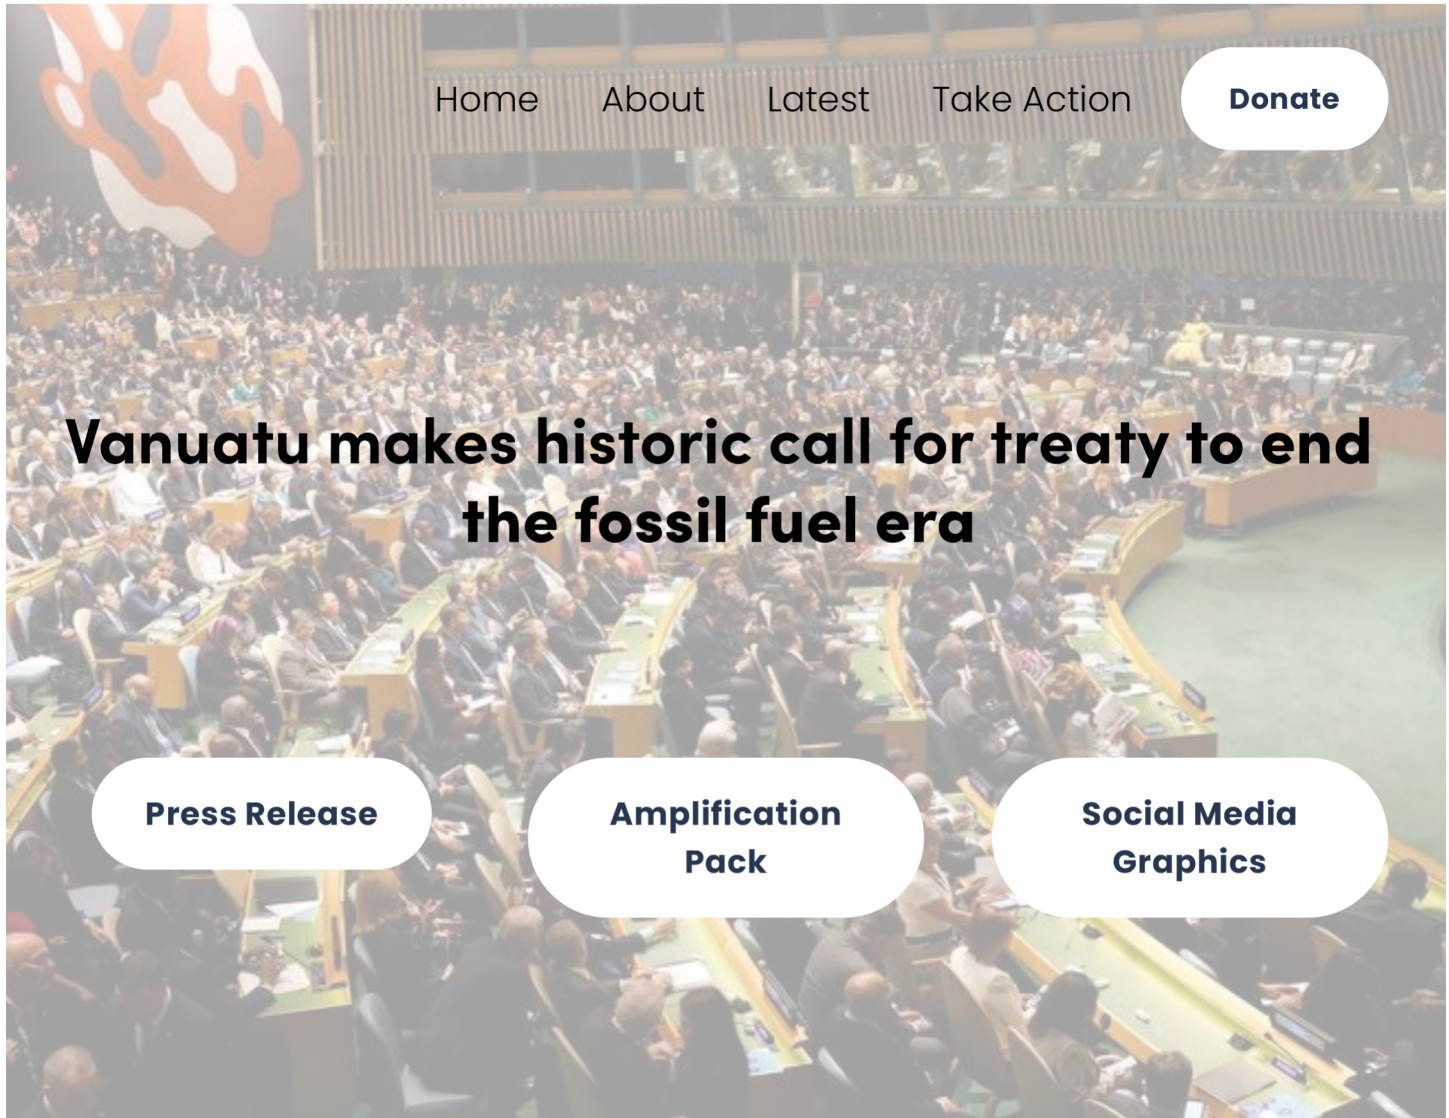 Home About Latest Take Action Donate
Vanuatu makes historic call for treaty to end
the fossil fuel era
Press Release
Amplification
Pack
Social Media
Graphics